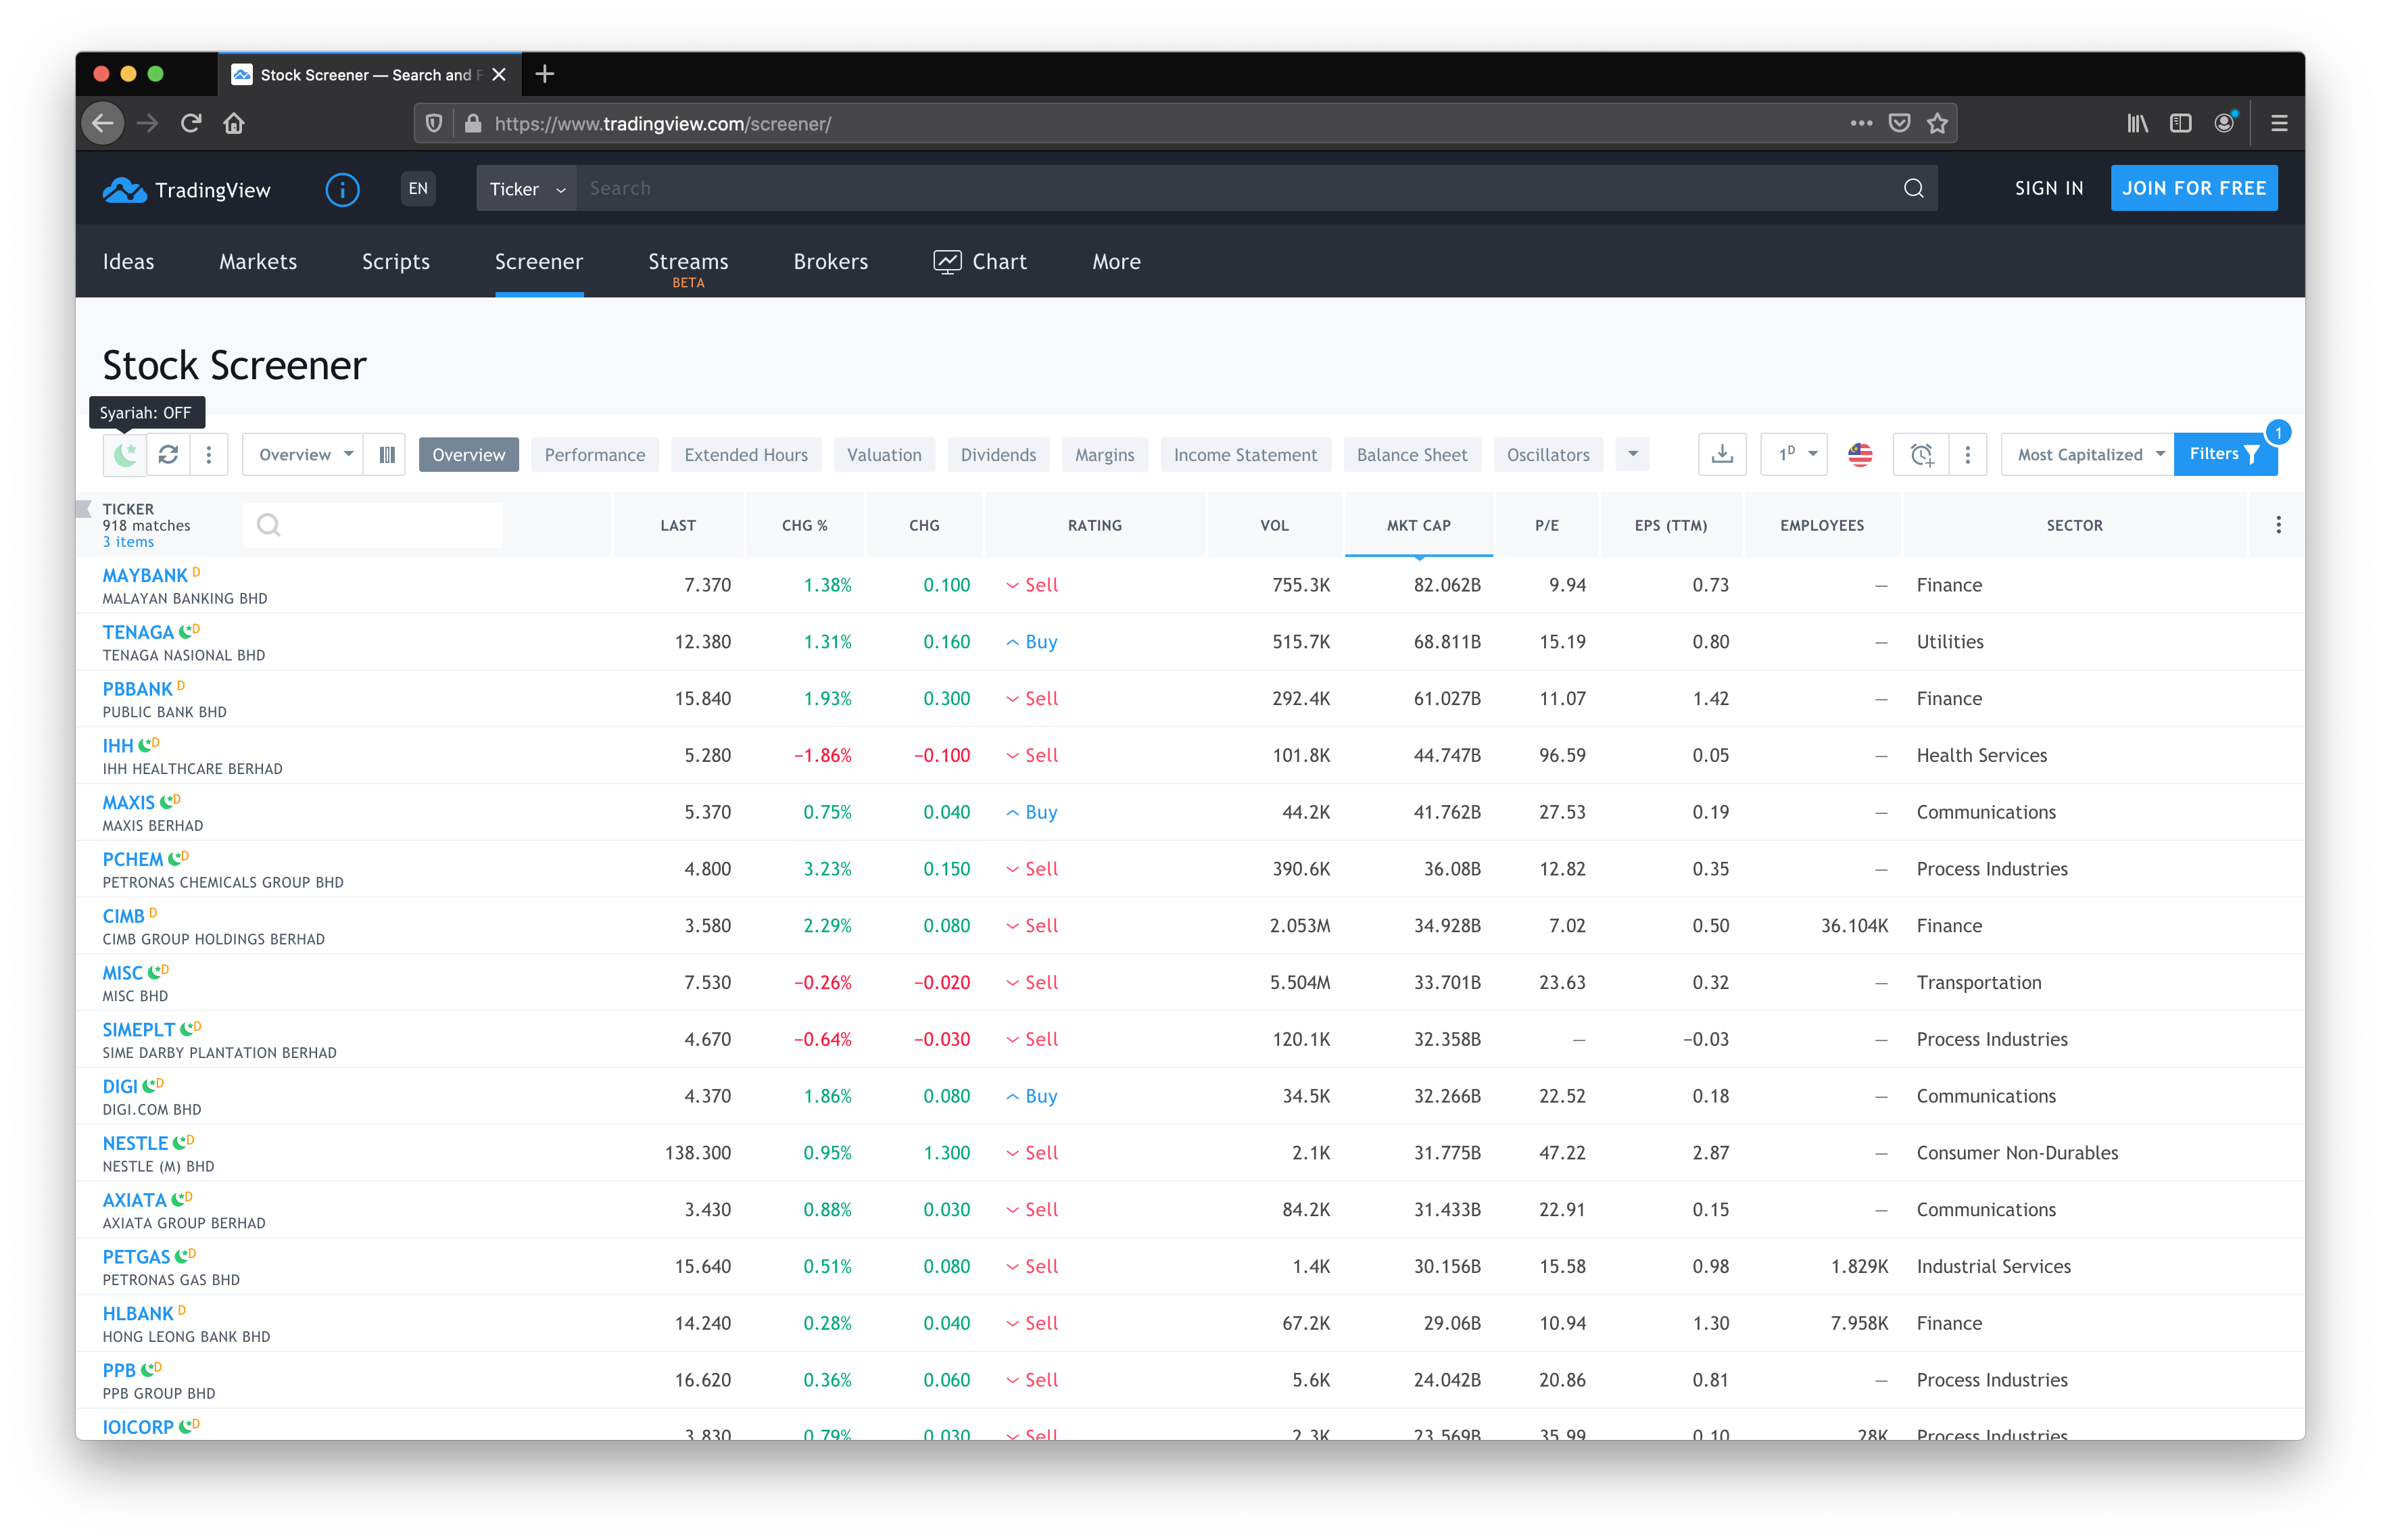 Stock Screener — Search and F
https://www.tradingview.com/screener/
TradingView EN Ticker Search SIGN IN JOIN FOR FREE
Ideas Markets Scripts Screener Streams Brokers Chart More
BETA
Stock Screener
Syariah: OFF
Overview Overview Performance Extended Hours Valuation Dividends Margins Income Statement Balance Sheet Oscillators 1D Most Capitalized Filters 1
TICKER LAST CHG % CHG RATING VOL MKT CAP P/E EPS (TTM) EMPLOYEES SECTOR
918 matches
3 items
MAYBANK D 7.370 1.38% 0.100 Sell 755.3K 82.062B 9.94 0.73 — Finance
MALAYAN BANKING BHD
TENAGA D 12.380 1.31% 0.160 Buy 515.7K 68.811B 15.19 0.80 — Utilities
TENAGA NASIONAL BHD
PBBANK D 15.840 1.93% 0.300 Sell 292.4K 61.027B 11.07 1.42 — Finance
PUBLIC BANK BHD
IHH D 5.280 −1.86% −0.100 Sell 101.8K 44.747B 96.59 0.05 — Health Services
IHH HEALTHCARE BERHAD
MAXIS D 5.370 0.75% 0.040 Buy 44.2K 41.762B 27.53 0.19 — Communications
MAXIS BERHAD
PCHEM D 4.800 3.23% 0.150 Sell 390.6K 36.08B 12.82 0.35 — Process Industries
PETRONAS CHEMICALS GROUP BHD
CIMB D 3.580 2.29% 0.080 Sell 2.053M 34.928B 7.02 0.50 36.104K Finance
CIMB GROUP HOLDINGS BERHAD
MISC D 7.530 −0.26% −0.020 Sell 5.504M 33.701B 23.63 0.32 — Transportation
MISC BHD
SIMEPLT D 4.670 −0.64% −0.030 Sell 120.1K 32.358B — −0.03 — Process Industries
SIME DARBY PLANTATION BERHAD
DIGI D 4.370 1.86% 0.080 Buy 34.5K 32.266B 22.52 0.18 — Communications
DIGI.COM BHD
NESTLE D 138.300 0.95% 1.300 Sell 2.1K 31.775B 47.22 2.87 — Consumer Non-Durables
NESTLE (M) BHD
AXIATA D 3.430 0.88% 0.030 Sell 84.2K 31.433B 22.91 0.15 — Communications
AXIATA GROUP BERHAD
PETGAS D 15.640 0.51% 0.080 Sell 1.4K 30.156B 15.58 0.98 1.829K Industrial Services
PETRONAS GAS BHD
HLBANK D 14.240 0.28% 0.040 Sell 67.2K 29.06B 10.94 1.30 7.958K Finance
HONG LEONG BANK BHD
PPB D 16.620 0.36% 0.060 Sell 5.6K 24.042B 20.86 0.81 — Process Industries
PPB GROUP BHD
IOICORP D 3.830 0.79% 0.030 Sell 2.3K 23.569B 35.99 0.10 28K Process Industries